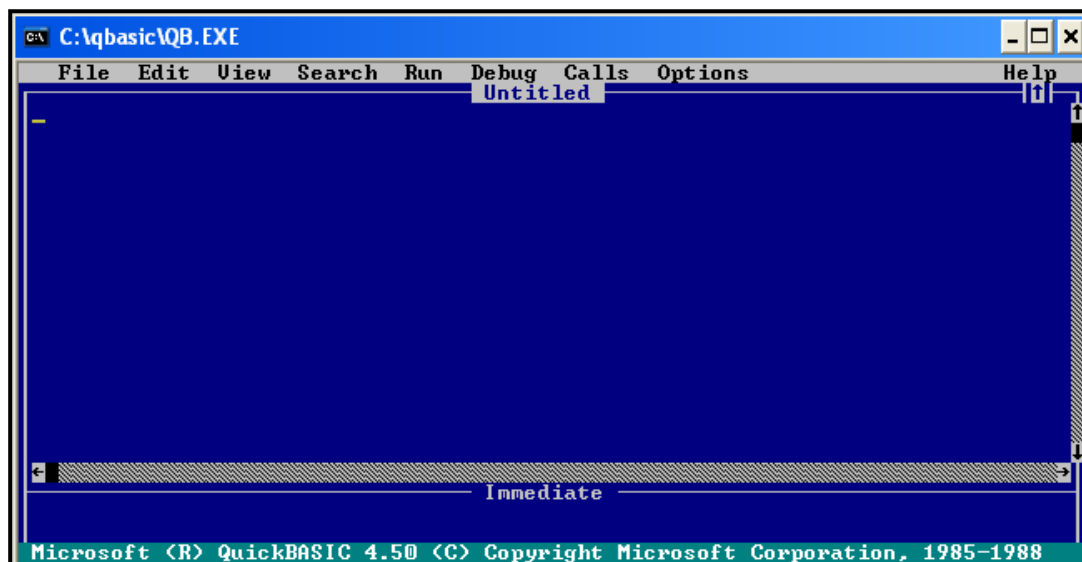 C:\qbasic\QB.EXE
File Edit View Search Run Debug Calls Options Help
Untitled
Immediate
Microsoft (R) QuickBASIC 4.50 (C) Copyright Microsoft Corporation, 1985-1988